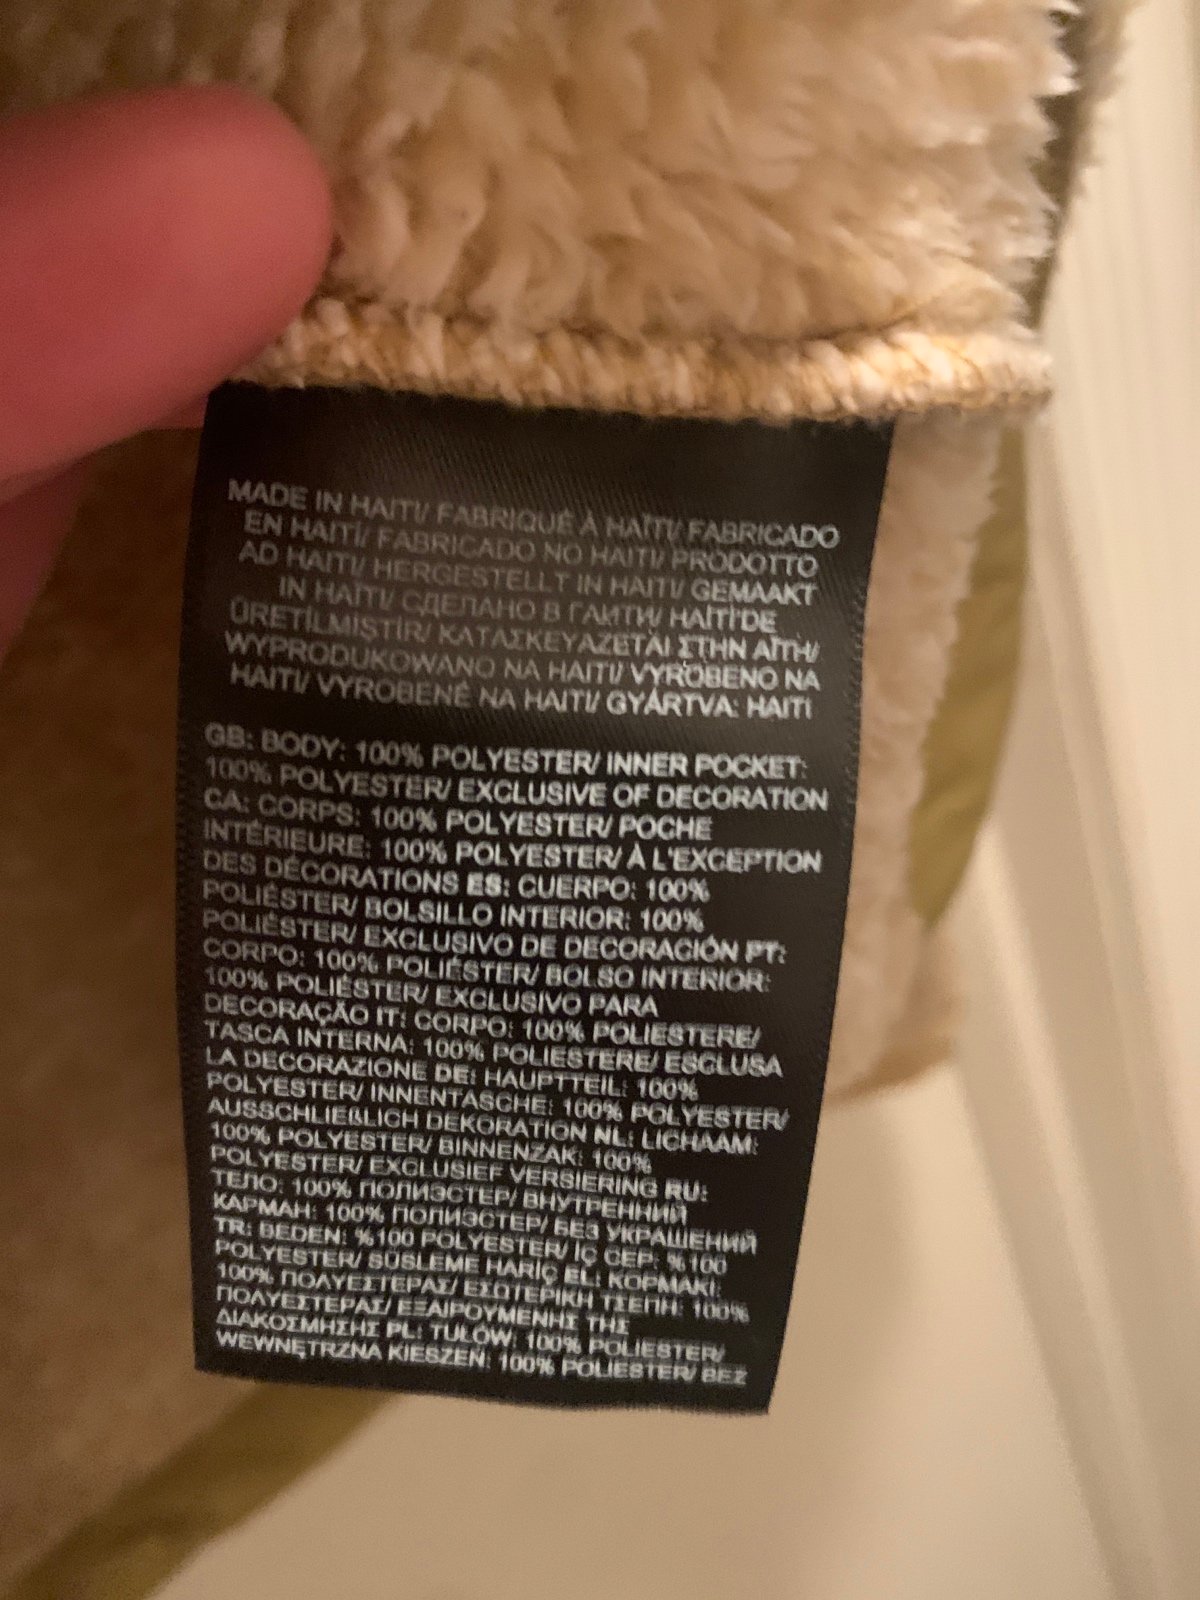 MADE IN HAITI/ FABRIQUÉ À HAÏTI/ FABRICADO
EN HAITÍ/ FABRICADO NO HAITI/ PRODOTTO
AD HAITI/ HERGESTELLT IN HAITI/ GEMAAKT
IN HAÏTI/ СДЕЛАНО В ГАИТИ/ HAİTİ'DE
ÜRETİLMİŞTİR/ ΚΑΤΑΣΚΕΥΑΖΕΤΑΙ ΣΤΗΝ ΑΪΤΗ/
WYPRODUKOWANO NA HAITI/ VYROBENO NA
HAITI/ VYROBENÉ NA HAITI/ GYÁRTVA: HAITI
GB: BODY: 100% POLYESTER/ INNER POCKET:
100% POLYESTER/ EXCLUSIVE OF DECORATION
CA: CORPS: 100% POLYESTER/ POCHE
INTÉRIEURE: 100% POLYESTER/ À L'EXCEPTION
DES DÉCORATIONS ES: CUERPO: 100%
POLIÉSTER/ BOLSILLO INTERIOR: 100%
POLIÉSTER/ EXCLUSIVO DE DECORACIÓN PT:
CORPO: 100% POLIÉSTER/ BOLSO INTERIOR:
100% POLIÉSTER/ EXCLUSIVO PARA
DECORAÇÃO IT: CORPO: 100% POLIESTERE/
TASCA INTERNA: 100% POLIESTERE/ ESCLUSA
LA DECORAZIONE DE: HAUPTTEIL: 100%
POLYESTER/ INNENTASCHE: 100% POLYESTER/
AUSSCHLIEßLICH DEKORATION NL: LICHAAM:
100% POLYESTER/ BINNENZAK: 100%
POLYESTER/ EXCLUSIEF VERSIERING RU:
ТЕЛО: 100% ПОЛИЭСТЕР/ ВНУТРЕННИЙ
КАРМАН: 100% ПОЛИЭСТЕР/ БЕЗ УКРАШЕНИЙ
TR: BEDEN: %100 POLYESTER/ İÇ CEP: %100
POLYESTER/ SÜSLEME HARİÇ EL: ΚΟΡΜΑΚΙ:
100% ΠΟΛΥΕΣΤΕΡΑΣ/ ΕΣΩΤΕΡΙΚΗ ΤΣΕΠΗ: 100%
ΠΟΛΥΕΣΤΕΡΑΣ/ ΕΞΑΙΡΟΥΜΕΝΗΣ ΤΗΣ
ΔΙΑΚΟΣΜΗΣΗΣ PL: TUŁÓW: 100% POLIESTER/
WEWNĘTRZNA KIESZEŃ: 100% POLIESTER/ BEZ